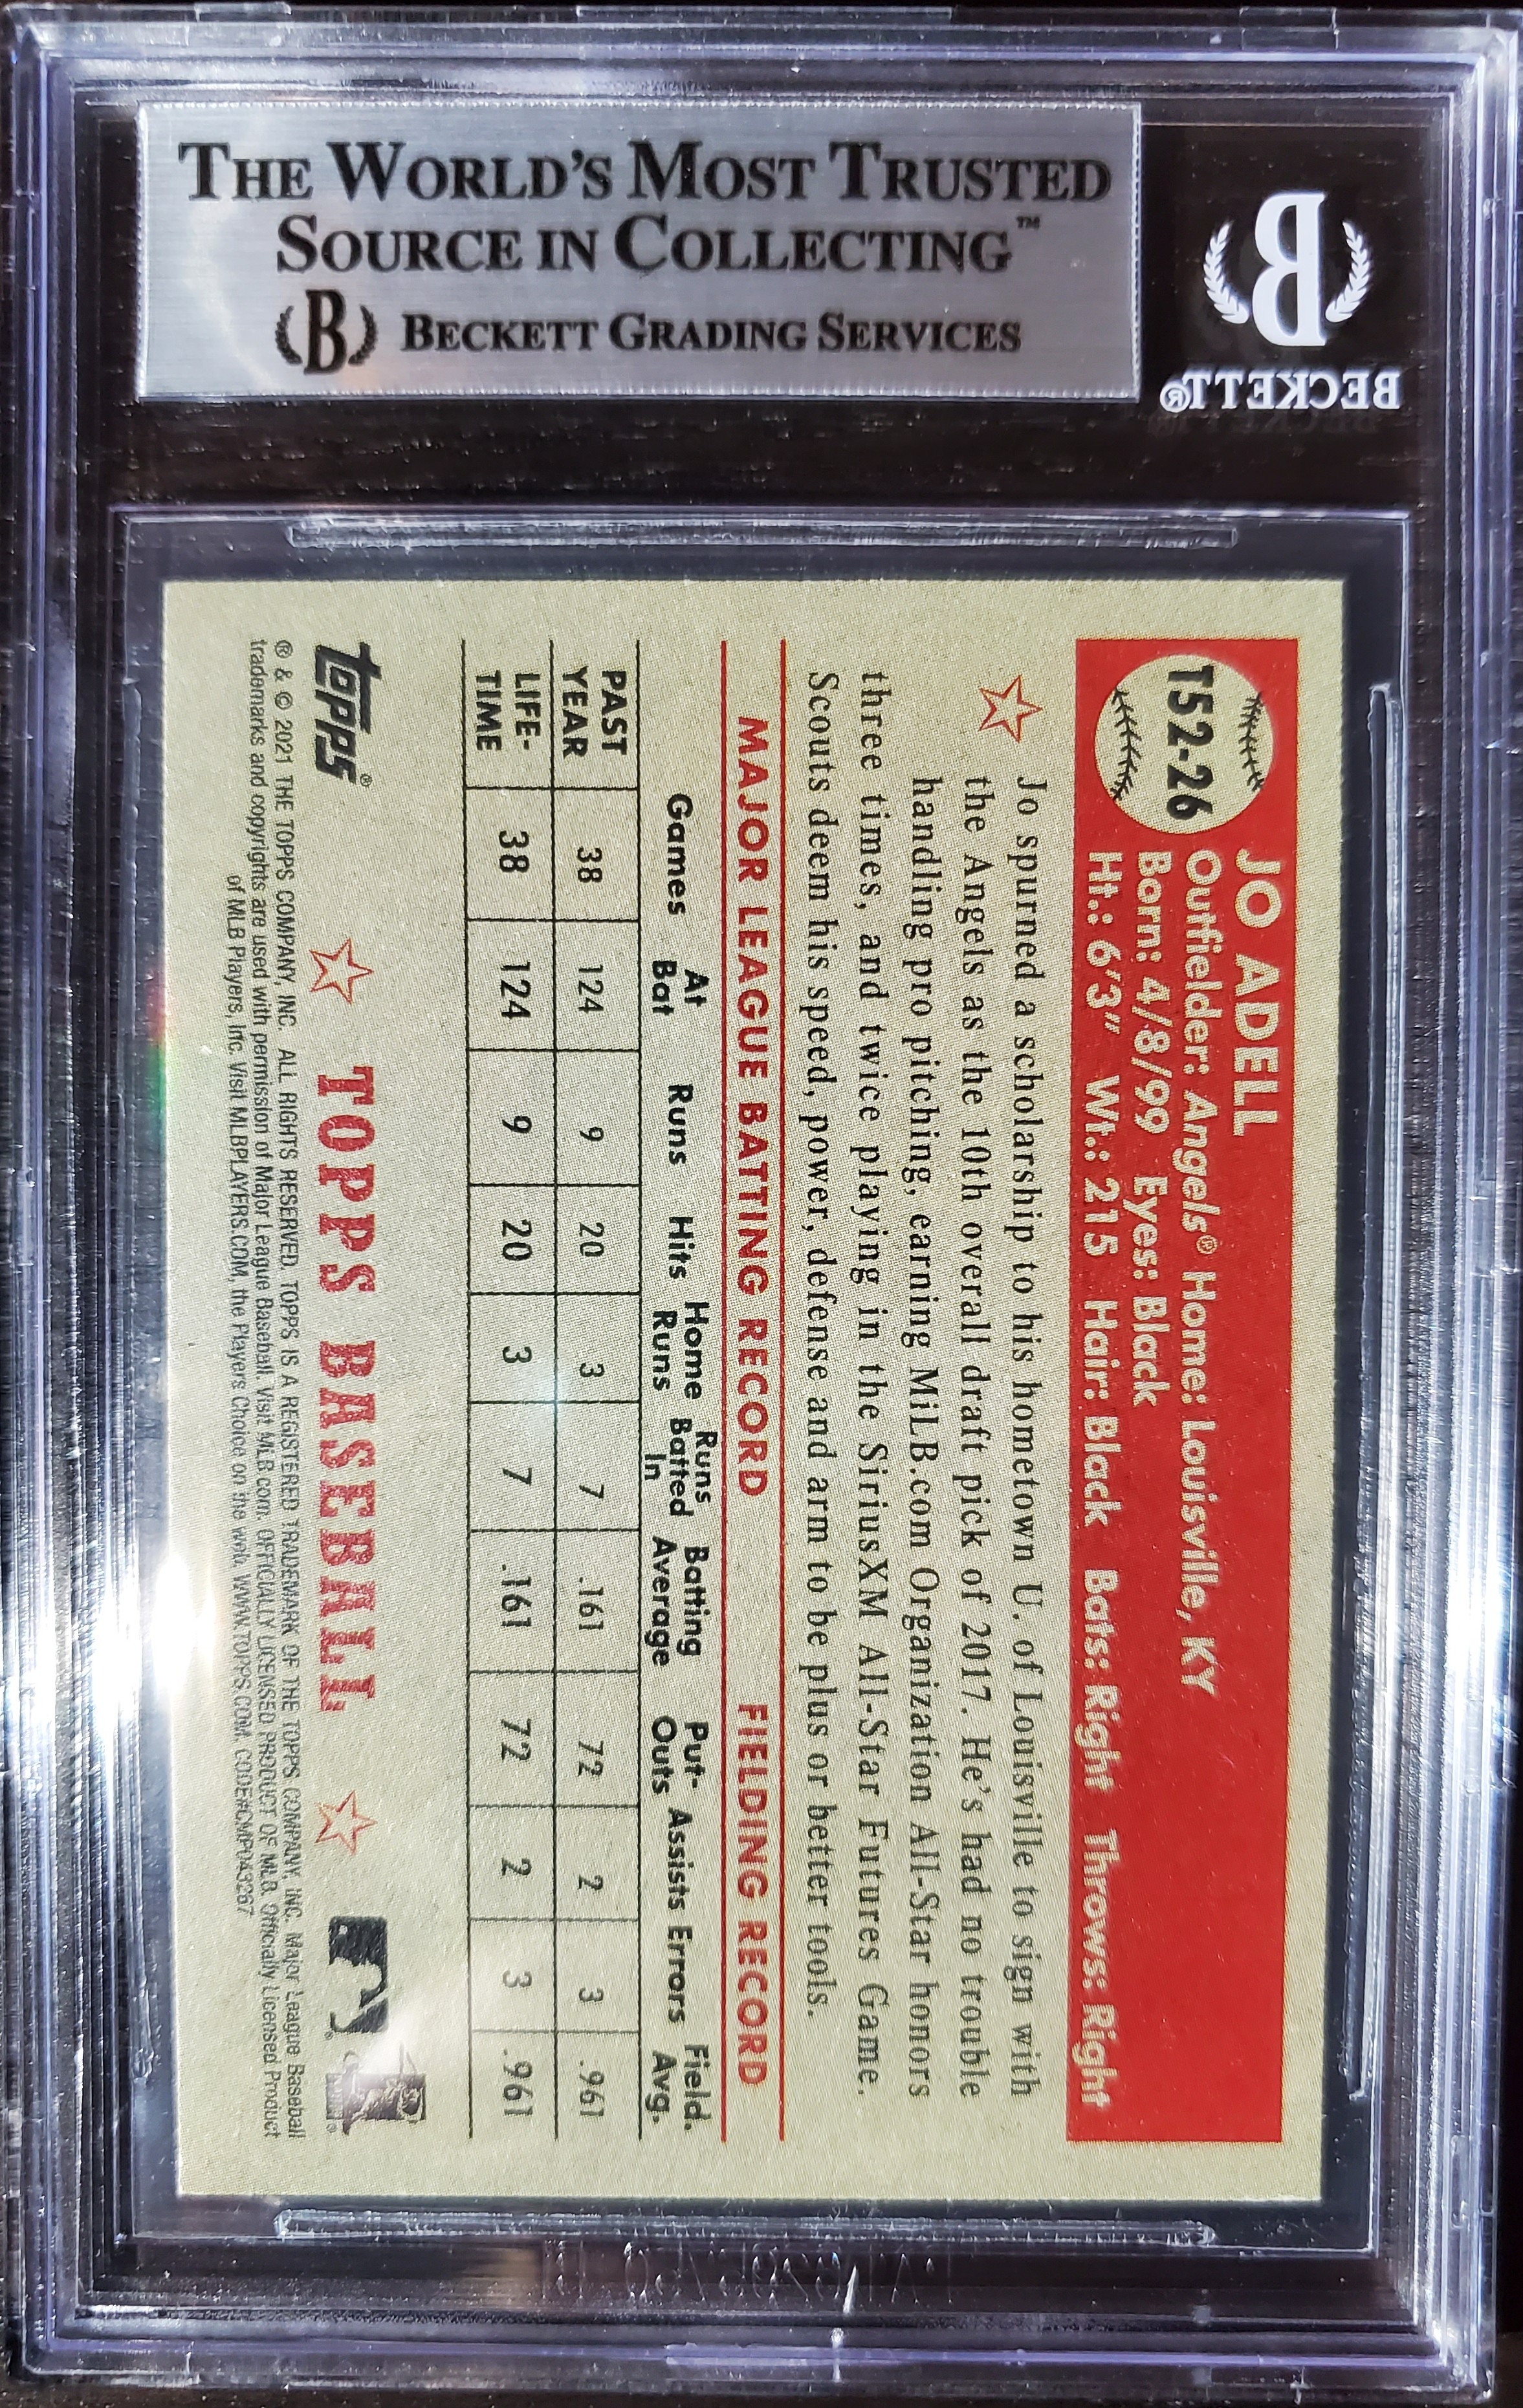 THE WORLD'S MOST TRUSTED
SOURCE IN COLLECTING™
B BECKETT GRADING SERVICES
B
BECKETT®
T52-26
JO ADELL
Outfielder: Angels® Home: Louisville, KY
Born: 4/8/99 Eyes: Black
Ht.: 6'3" Wt.: 215 Hair: Black Bats: Right Throws: Right
Jo spurned a scholarship to his hometown U. of Louisville to sign with
the Angels as the 10th overall draft pick of 2017. He's had no trouble
handling pro pitching, earning MiLB.com Organization All-Star honors
three times, and twice playing in the SiriusXM All-Star Futures Game.
Scouts deem his speed, power, defense and arm to be plus or better tools.
MAJOR LEAGUE BATTING RECORD FIELDING RECORD
Games At Bat Runs Hits Home Runs Runs Batted In Batting Average Put-Outs Assists Errors Field. Avg.
PAST YEAR 38 124 9 20 3 7 .161 72 2 3 .961
LIFE-TIME 38 124 9 20 3 7 .161 72 2 3 .961
topps® TOPPS BASEBALL
® & © 2021 THE TOPPS COMPANY, INC. ALL RIGHTS RESERVED. TOPPS IS A REGISTERED TRADEMARK OF THE TOPPS COMPANY, INC. Major League Baseball
trademarks and copyrights are used with permission of Major League Baseball. Visit MLB.com. OFFICIALLY LICENSED PRODUCT OF MLB. Officially Licensed Product
of MLB Players, Inc. Visit MLBPLAYERS.COM, the Players Choice on the web. WWW.TOPPS.COM. CODE#CMP043267